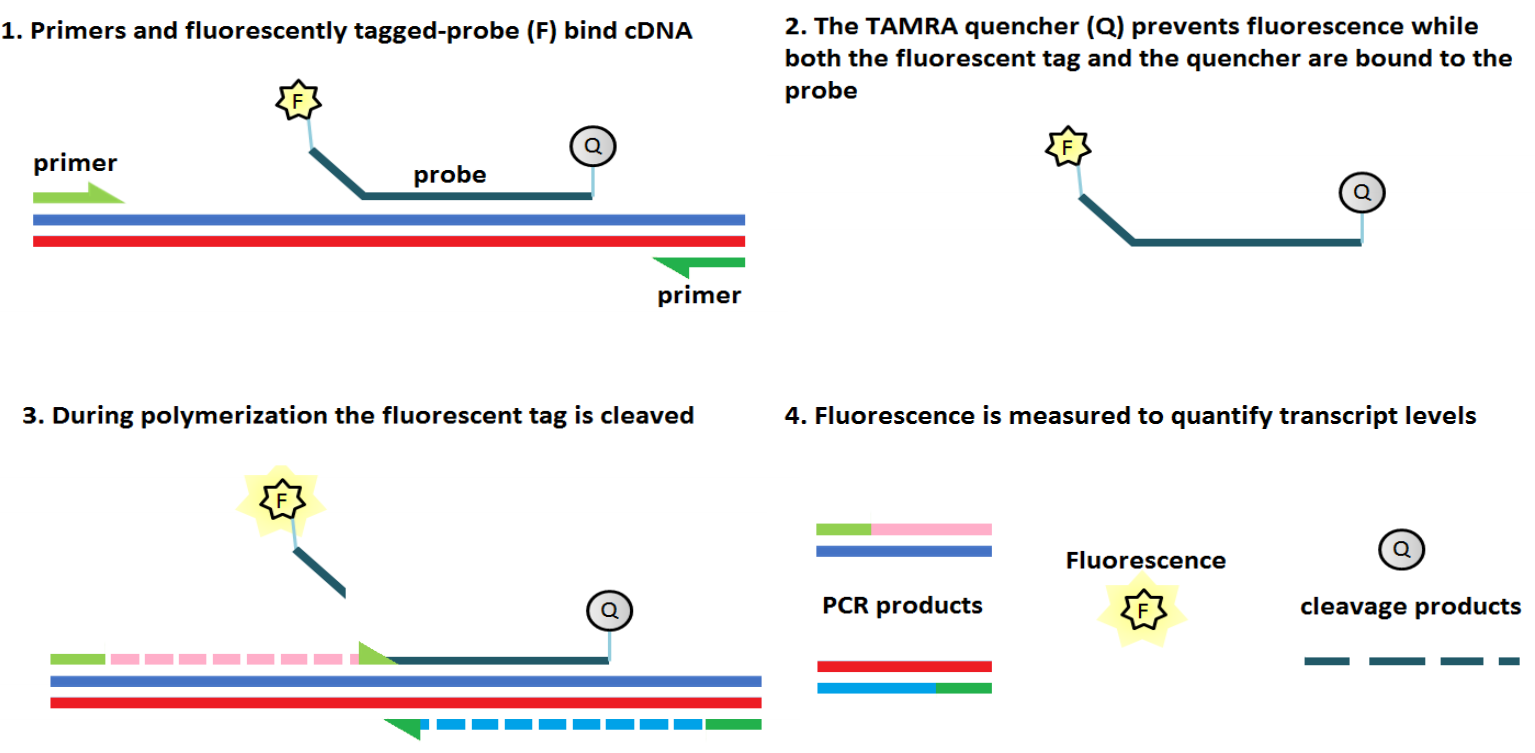 1. Primers and fluorescently tagged-probe (F) bind cDNA
F
Q
primer
probe
primer
2. The TAMRA quencher (Q) prevents fluorescence while
both the fluorescent tag and the quencher are bound to the
probe
F
Q
3. During polymerization the fluorescent tag is cleaved
F
Q
4. Fluorescence is measured to quantify transcript levels
Q
Fluorescence
PCR products
F
cleavage products